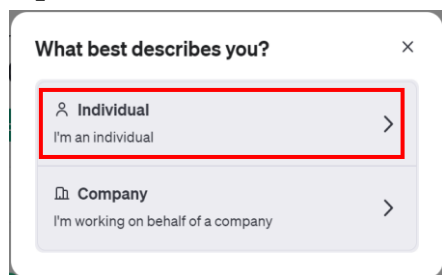 What best describes you?
Individual
I'm an individual
Company
I'm working on behalf of a company